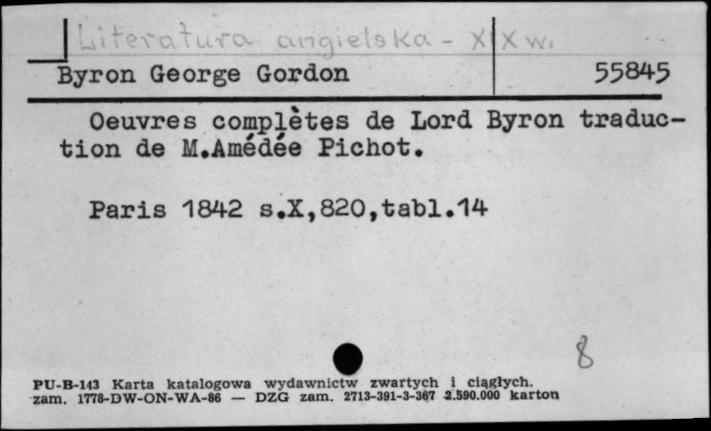 Literatura angielska - XIX w.
Byron George Gordon 55845
Oeuvres complètes de Lord Byron traduc-
tion de M.Amédée Pichot.
Paris 1842 s.X,820,tabl.14
8
PU-B-143 Karta katalogowa wydawnictw zwartych i ciągłych.
zam. 1778-DW-ON-WA-86 — DZG zam. 2713-391-3-367 2.590.000 karton